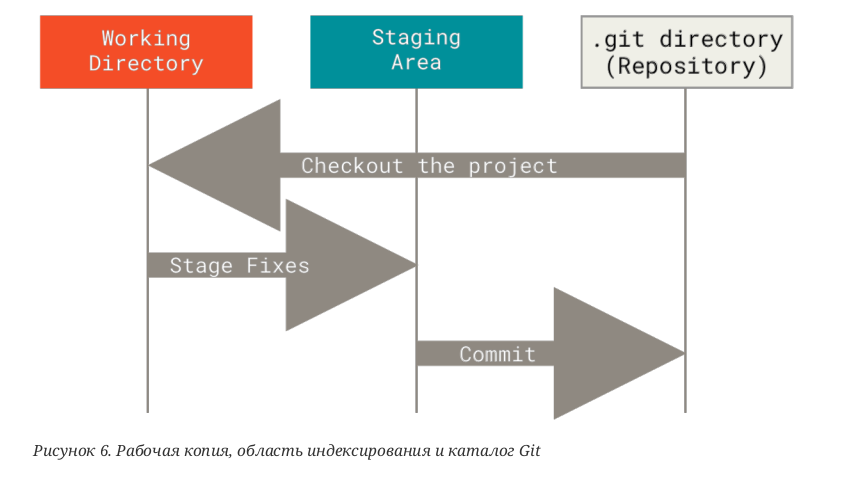 Working
Directory
Staging
Area
.git directory
(Repository)
Checkout the project
Stage Fixes
Commit
Рисунок 6. Рабочая копия, область индексирования и каталог Git